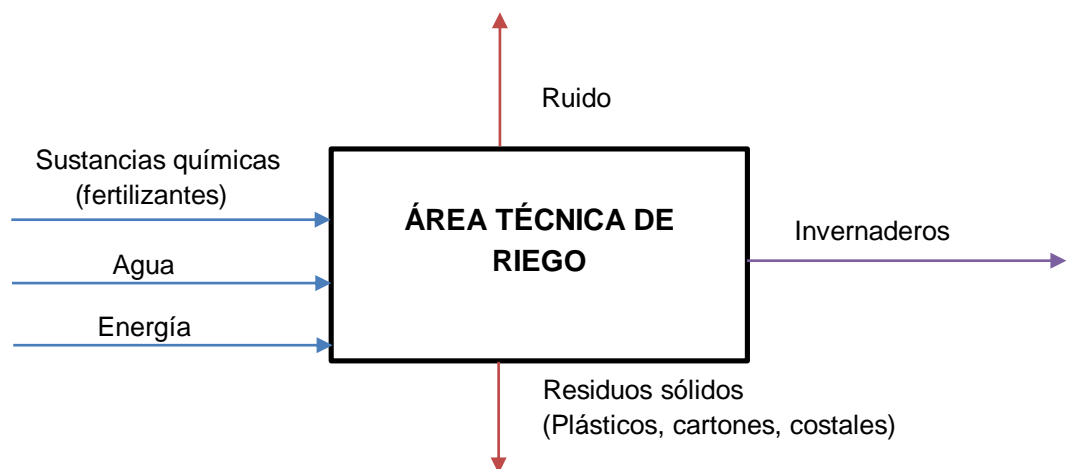 Ruido
Sustancias químicas
(fertilizantes)
ÁREA TÉCNICA DE
RIEGO
Invernaderos
Agua
Energía
Residuos sólidos
(Plásticos, cartones, costales)